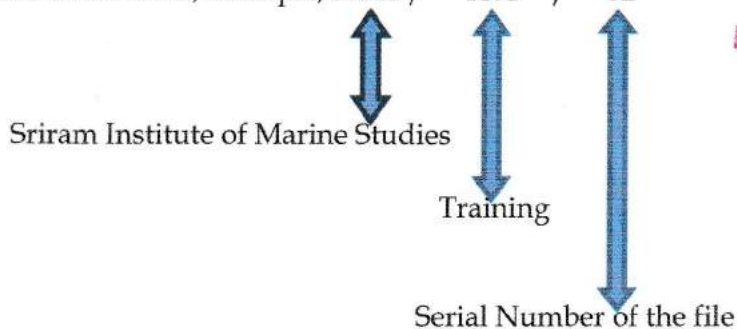 Sriram Institute of Marine Studies
Training
Serial Number of the file